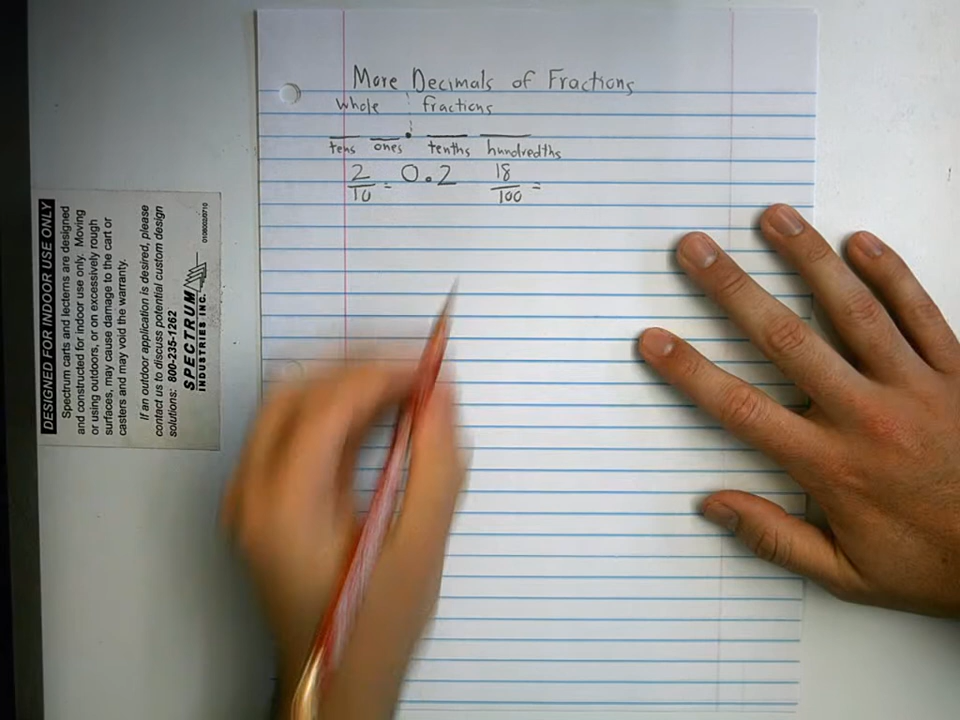 More Decimals of Fractions
whole fractions
tens ones . tenths hundredths
2/10 = 0.2 18/100 =
DESIGNED FOR INDOOR USE ONLY
Spectrum carts and lecterns are designed
and constructed for indoor use only. Moving
or using outdoors, or on excessively rough
surfaces, may cause damage to the cart or
casters and may void the warranty.
If an outdoor application is desired, please
contact us to discuss potential custom design
solutions: 800-235-1262
SPECTRUM
INDUSTRIES INC.